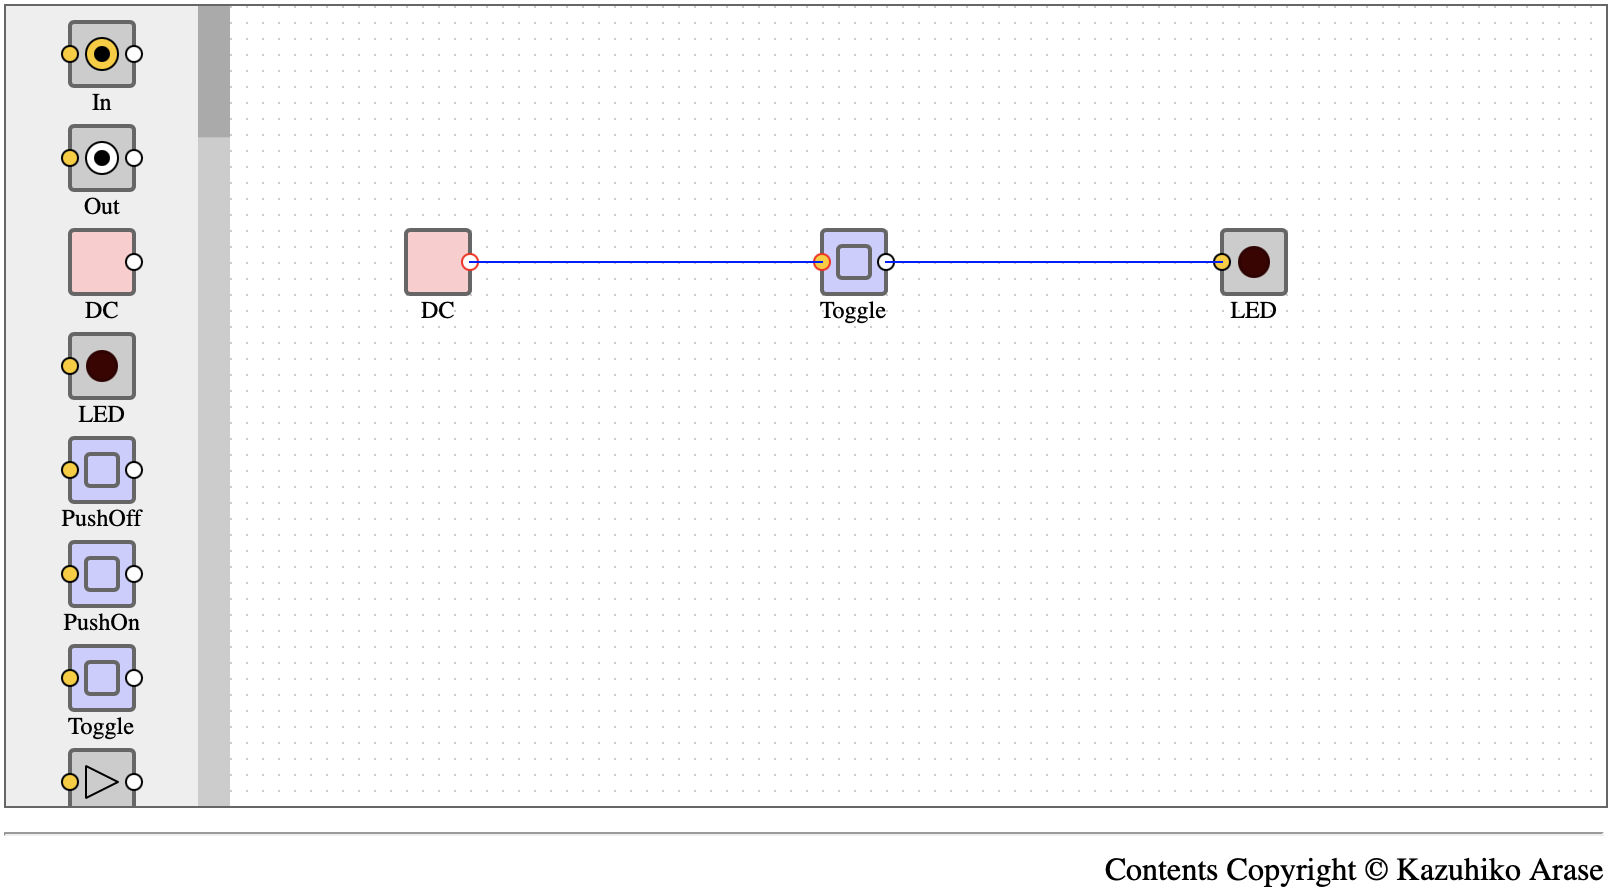 In
Out
DC
LED
PushOff
PushOn
Toggle
DC
Toggle
LED
Contents Copyright © Kazuhiko Arase